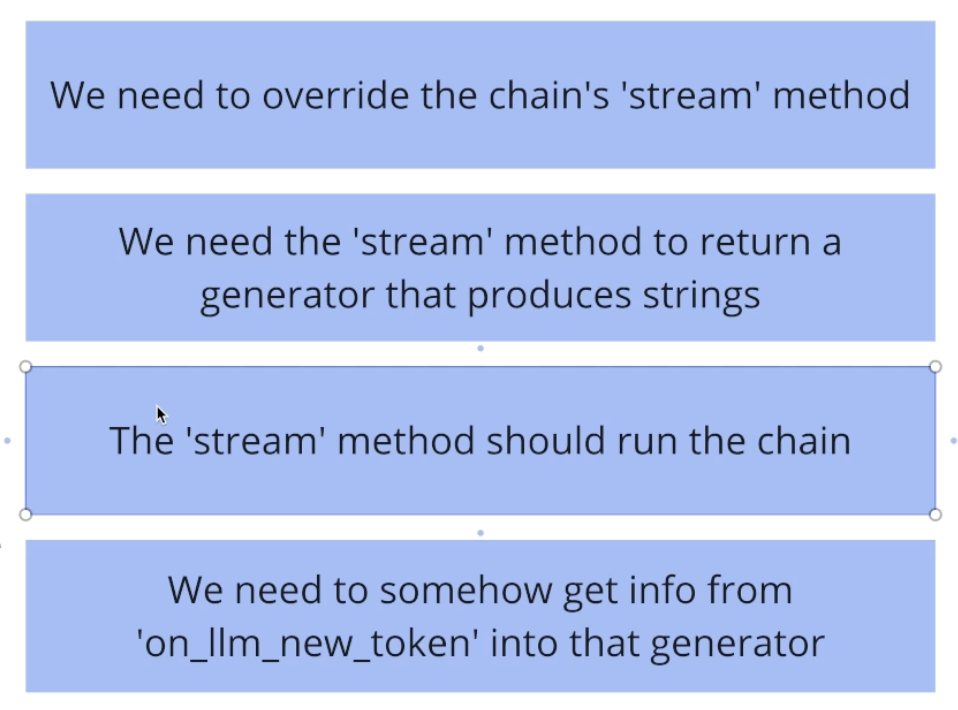 We need to override the chain's 'stream' method
We need the 'stream' method to return a
generator that produces strings
The 'stream' method should run the chain
We need to somehow get info from
'on_llm_new_token' into that generator